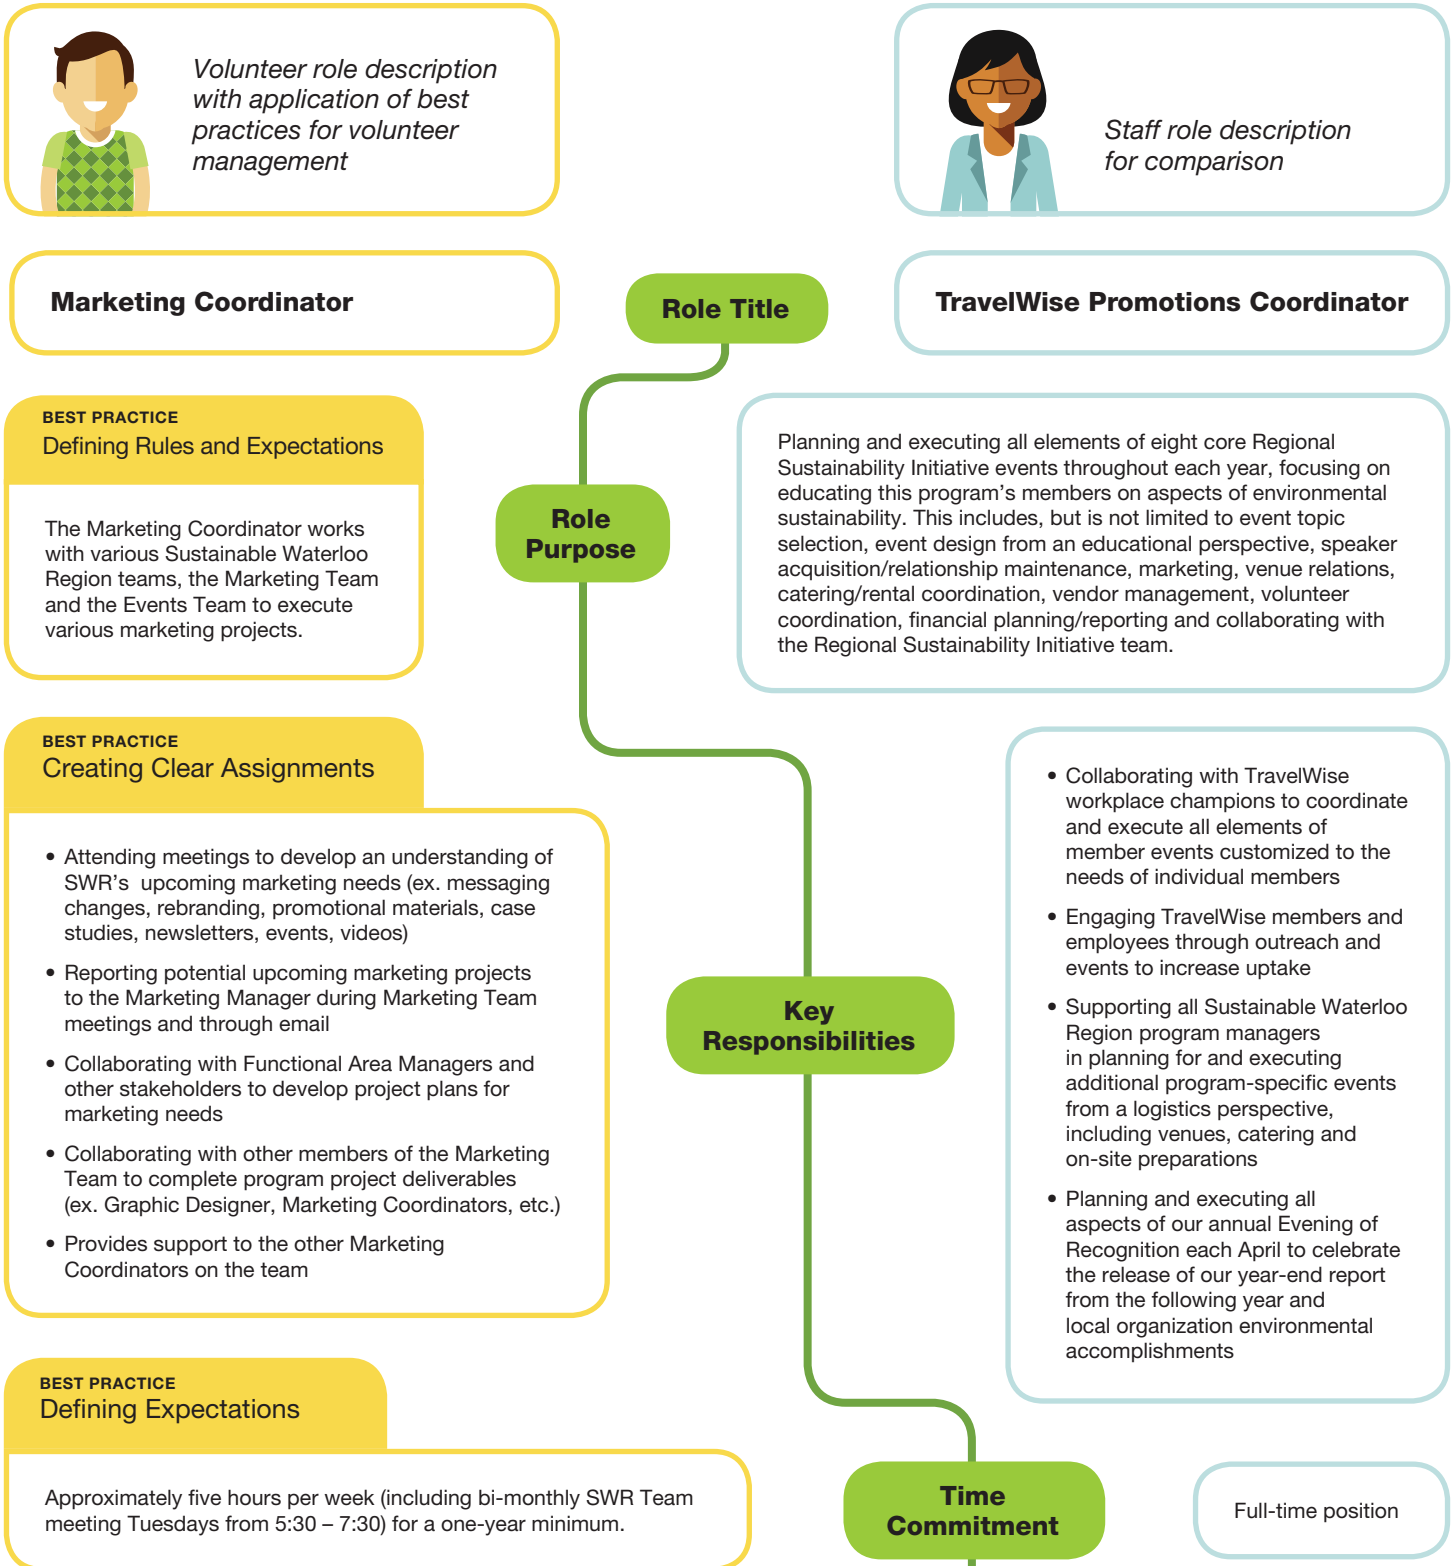 Volunteer role description
with application of best
practices for volunteer
management
Staff role description
for comparison
Marketing Coordinator
Role Title
TravelWise Promotions Coordinator
BEST PRACTICE
Defining Rules and Expectations
The Marketing Coordinator works
with various Sustainable Waterloo
Region teams, the Marketing Team
and the Events Team to execute
various marketing projects.
Role
Purpose
Planning and executing all elements of eight core Regional
Sustainability Initiative events throughout each year, focusing on
educating this program’s members on aspects of environmental
sustainability. This includes, but is not limited to event topic
selection, event design from an educational perspective, speaker
acquisition/relationship maintenance, marketing, venue relations,
catering/rental coordination, vendor management, volunteer
coordination, financial planning/reporting and collaborating with
the Regional Sustainability Initiative team.
BEST PRACTICE
Creating Clear Assignments
• Attending meetings to develop an understanding of
SWR’s  upcoming marketing needs (ex. messaging
changes, rebranding, promotional materials, case
studies, newsletters, events, videos)
• Reporting potential upcoming marketing projects
to the Marketing Manager during Marketing Team
meetings and through email
• Collaborating with Functional Area Managers and
other stakeholders to develop project plans for
marketing needs
• Collaborating with other members of the Marketing
Team to complete program project deliverables
(ex. Graphic Designer, Marketing Coordinators, etc.)
• Provides support to the other Marketing
Coordinators on the team
Key
Responsibilities
• Collaborating with TravelWise
workplace champions to coordinate
and execute all elements of
member events customized to the
needs of individual members
• Engaging TravelWise members and
employees through outreach and
events to increase uptake
• Supporting all Sustainable Waterloo
Region program managers
in planning for and executing
additional program-specific events
from a logistics perspective,
including venues, catering and
on-site preparations
• Planning and executing all
aspects of our annual Evening of
Recognition each April to celebrate
the release of our year-end report
from the following year and
local organization environmental
accomplishments
BEST PRACTICE
Defining Expectations
Approximately five hours per week (including bi-monthly SWR Team
meeting Tuesdays from 5:30 – 7:30) for a one-year minimum.
Time
Commitment
Full-time position